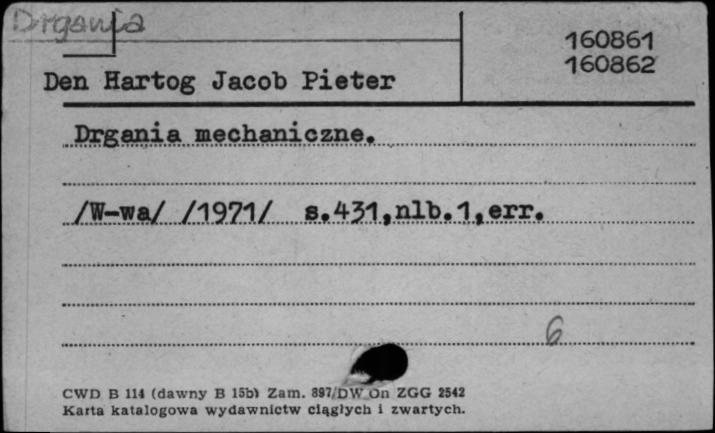 Drgania
160861
160862
Den Hartog Jacob Pieter
Drgania mechaniczne.
/W-wa/ /1971/ s.431,nlb.1,err.
6
CWD B 114 (dawny B 15b) Zam. 897/DW On ZGG 2542
Karta katalogowa wydawnictw ciągłych i zwartych.